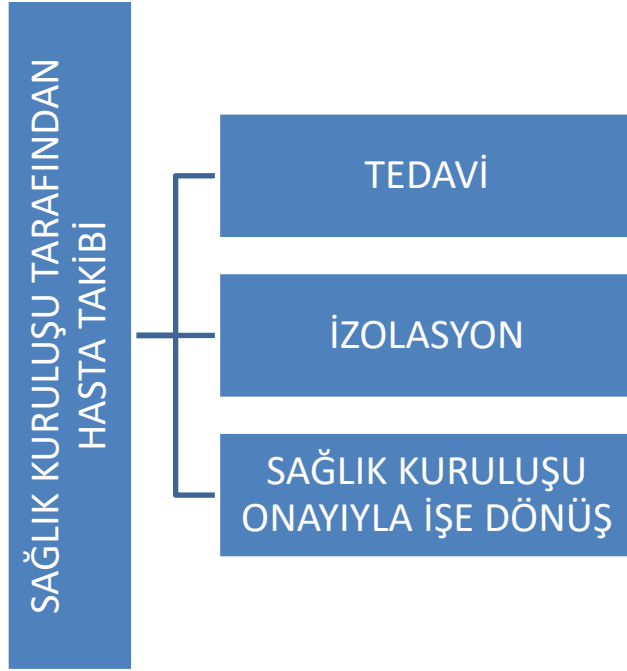 SAĞLIK KURULUŞU TARAFINDAN
HASTA TAKİBİ
TEDAVİ
İZOLASYON
SAĞLIK KURULUŞU
ONAYIYLA İŞE DÖNÜŞ